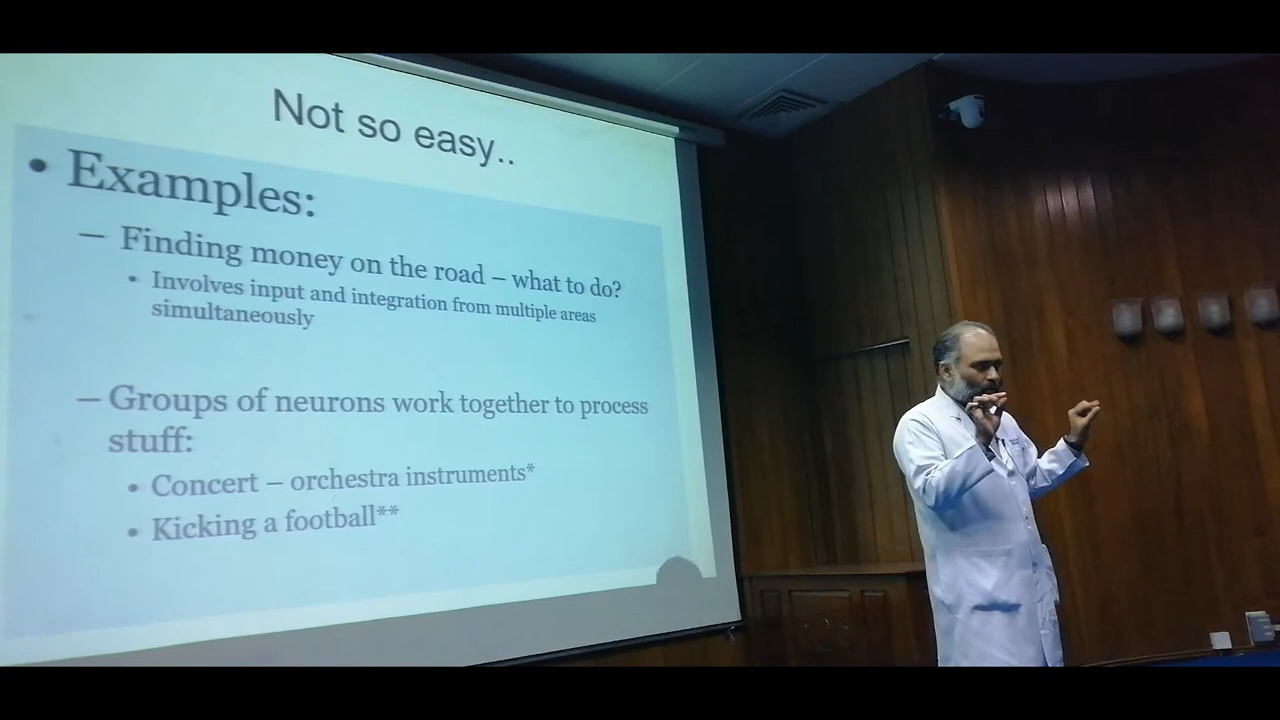 Not so easy..
• Examples:
– Finding money on the road – what to do?
• Involves input and integration from multiple areas
simultaneously
– Groups of neurons work together to process
stuff:
• Concert – orchestra instruments*
• Kicking a football**